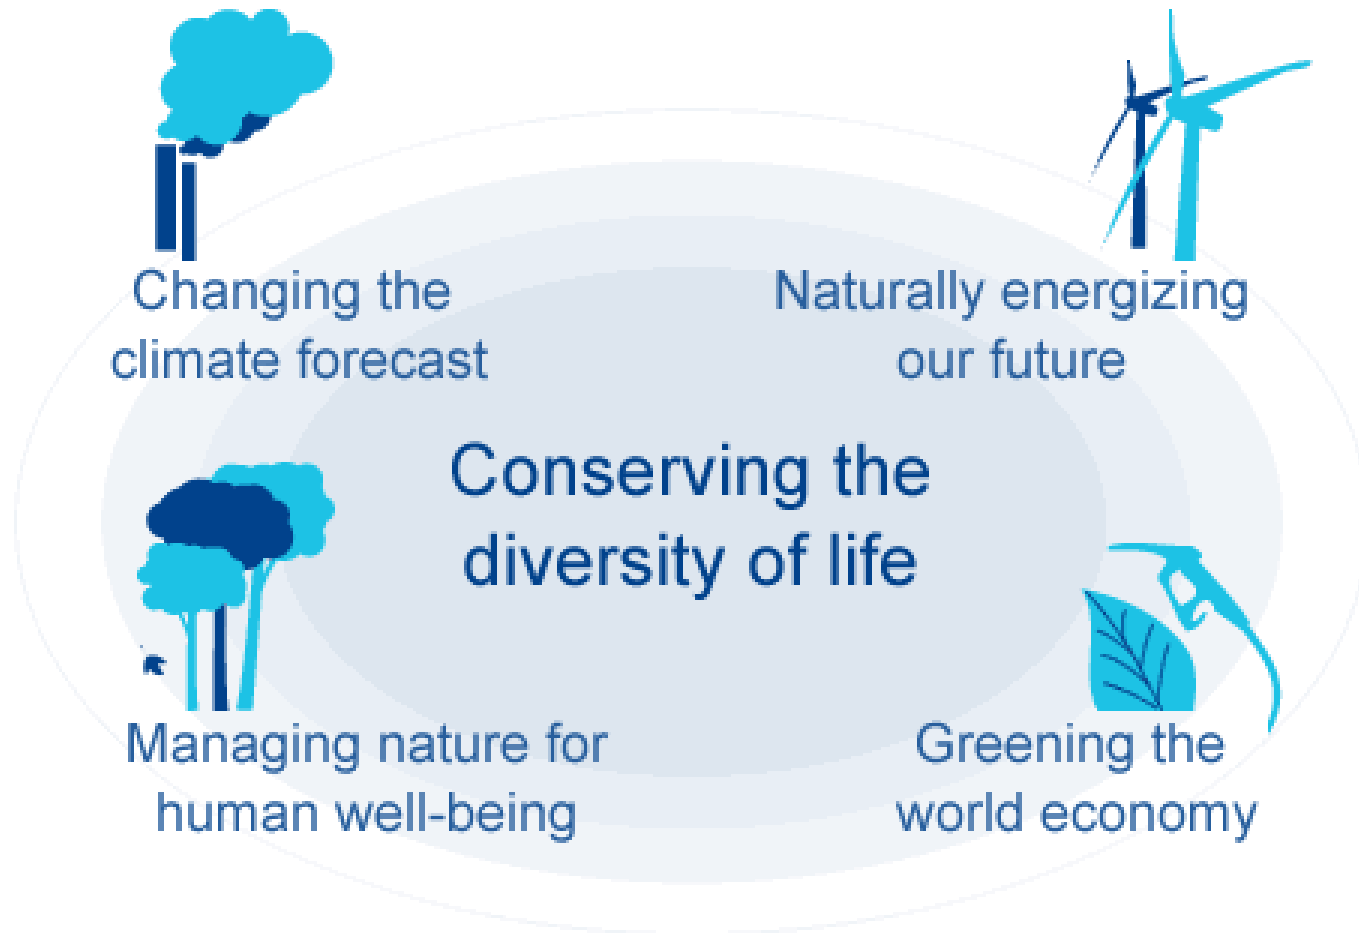 Changing the
climate forecast
Naturally energizing
our future
Conserving the
diversity of life
Managing nature for
human well-being
Greening the
world economy